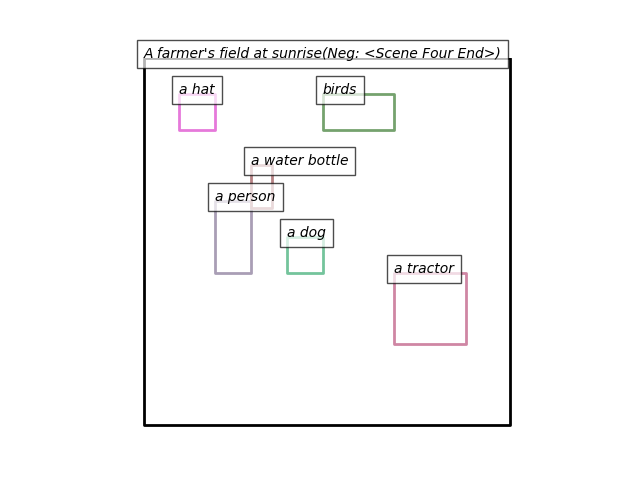 A farmer's field at sunrise(Neg: <Scene Four End>)
a hat
birds
a water bottle
a person
a dog
a tractor